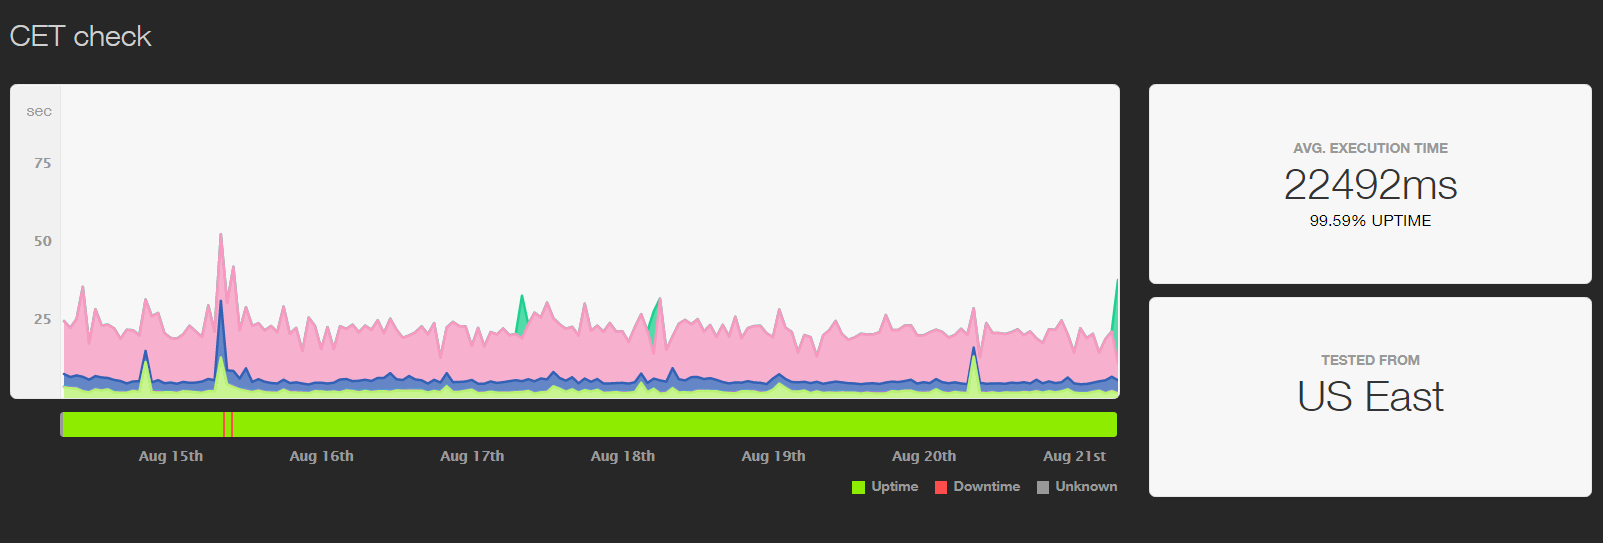 CET check
sec
75
50
25
Aug 15th Aug 16th Aug 17th Aug 18th Aug 19th Aug 20th Aug 21st
Uptime Downtime Unknown
AVG. EXECUTION TIME
22492ms
99.59% UPTIME
TESTED FROM
US East